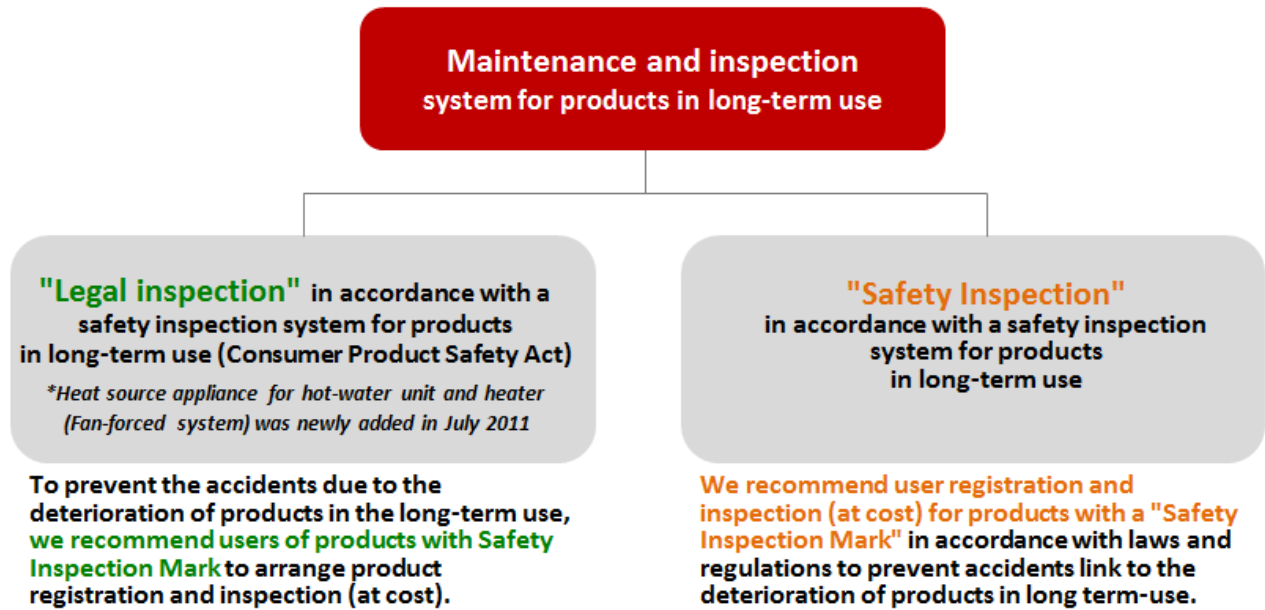 Maintenance and inspection
system for products in long-term use
"Legal inspection" in accordance with a
safety inspection system for products
in long-term use (Consumer Product Safety Act)
*Heat source appliance for hot-water unit and heater
(Fan-forced system) was newly added in July 2011
To prevent the accidents due to the
deterioration of products in the long-term use,
we recommend users of products with Safety
Inspection Mark to arrange product
registration and inspection (at cost).
"Safety Inspection"
in accordance with a safety inspection
system for products
in long-term use
We recommend user registration and
inspection (at cost) for products with a "Safety
Inspection Mark" in accordance with laws and
regulations to prevent accidents link to the
deterioration of products in long term-use.